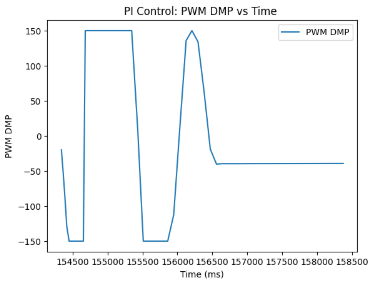 PI Control: PWM DMP vs Time
PWM DMP
150
100
50
0
−50
−100
−150
PWM DMP
154500 155000 155500 156000 156500 157000 157500 158000 158500
Time (ms)